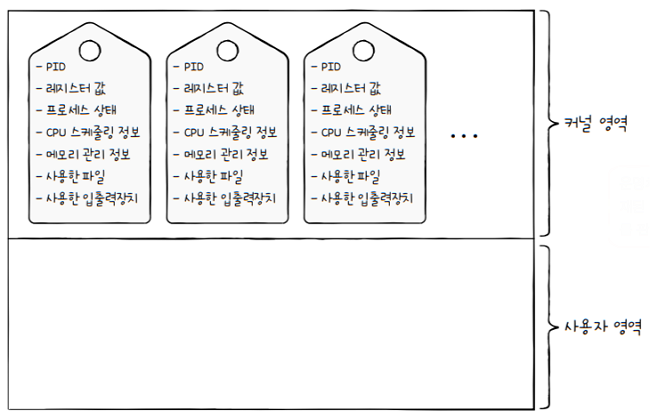 - PID
- 레지스터 값
- 프로세스 상태
- CPU 스케줄링 정보
- 메모리 관리 정보
- 사용한 파일
- 사용한 입출력장치
- PID
- 레지스터 값
- 프로세스 상태
- CPU 스케줄링 정보
- 메모리 관리 정보
- 사용한 파일
- 사용한 입출력장치
- PID
- 레지스터 값
- 프로세스 상태
- CPU 스케줄링 정보
- 메모리 관리 정보
- 사용한 파일
- 사용한 입출력장치
...
커널 영역
사용자 영역